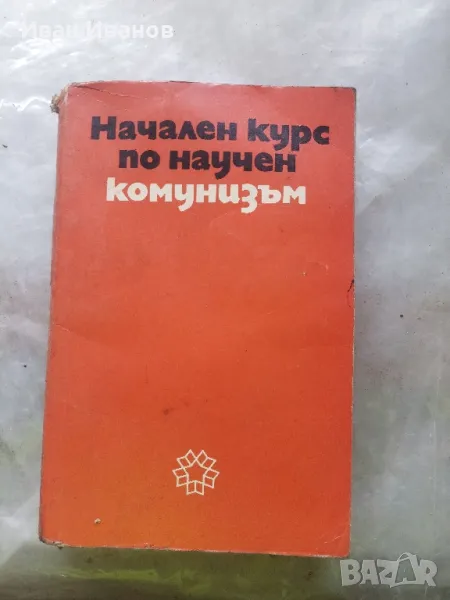 Иван Иванов
Начален курс
по научен
комунизъм
BAZAR